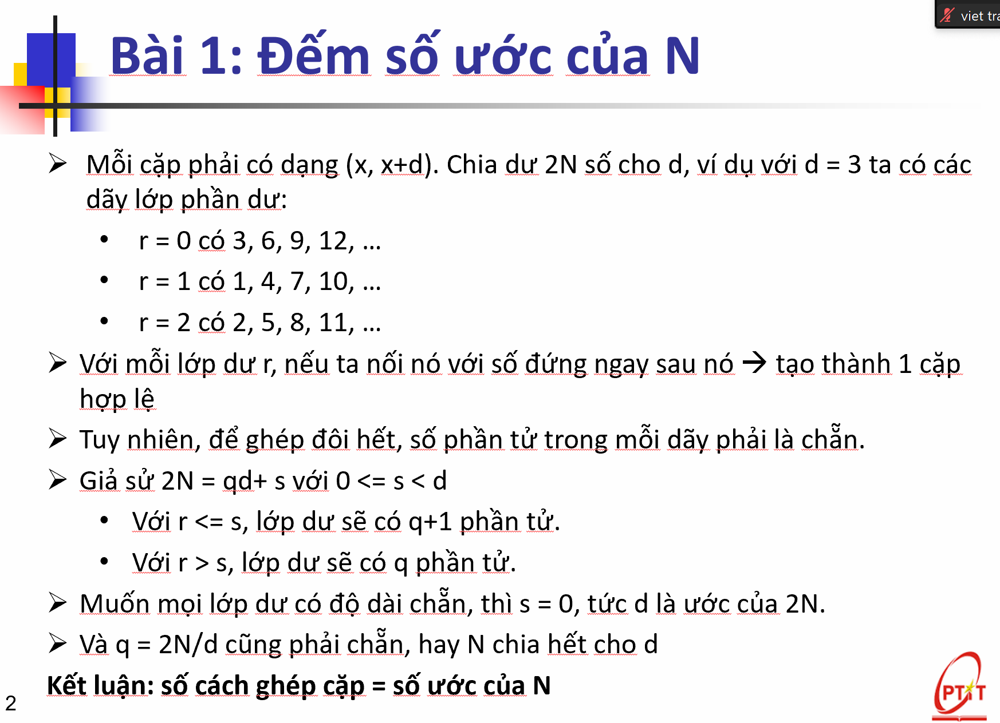 viet tra
Bài 1: Đếm số ước của N
➢ Mỗi cặp phải có dạng (x, x+d). Chia dư 2N số cho d, ví dụ với d = 3 ta có các
dãy lớp phần dư:
• r = 0 có 3, 6, 9, 12, ...
• r = 1 có 1, 4, 7, 10, ...
• r = 2 có 2, 5, 8, 11, ...
➢ Với mỗi lớp dư r, nếu ta nối nó với số đứng ngay sau nó → tạo thành 1 cặp
hợp lệ
➢ Tuy nhiên, để ghép đôi hết, số phần tử trong mỗi dãy phải là chẵn.
➢ Giả sử 2N = qd+ s với 0 <= s < d
• Với r <= s, lớp dư sẽ có q+1 phần tử.
• Với r > s, lớp dư sẽ có q phần tử.
➢ Muốn mọi lớp dư có độ dài chẵn, thì s = 0, tức d là ước của 2N.
➢ Và q = 2N/d cũng phải chẵn, hay N chia hết cho d
Kết luận: số cách ghép cặp = số ước của N
2
PTIT